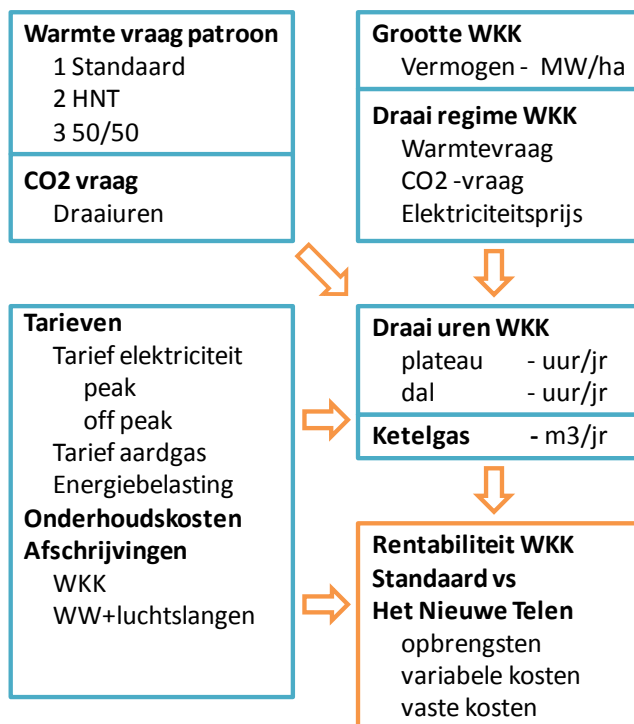 Warmte vraag patroon
1 Standaard
2 HNT
3 50/50
CO2 vraag
Draaiuren
Grootte WKK
Vermogen - MW/ha
Draai regime WKK
Warmtevraag
CO2 -vraag
Elektriciteitsprijs
Tarieven
Tarief elektriciteit
peak
off peak
Tarief aardgas
Energiebelasting
Onderhoudskosten
Afschrijvingen
WKK
WW+luchtslangen
Draai uren WKK
plateau - uur/jr
dal - uur/jr
Ketelgas - m3/jr
Rentabiliteit WKK
Standaard vs
Het Nieuwe Telen
opbrengsten
variabele kosten
vaste kosten